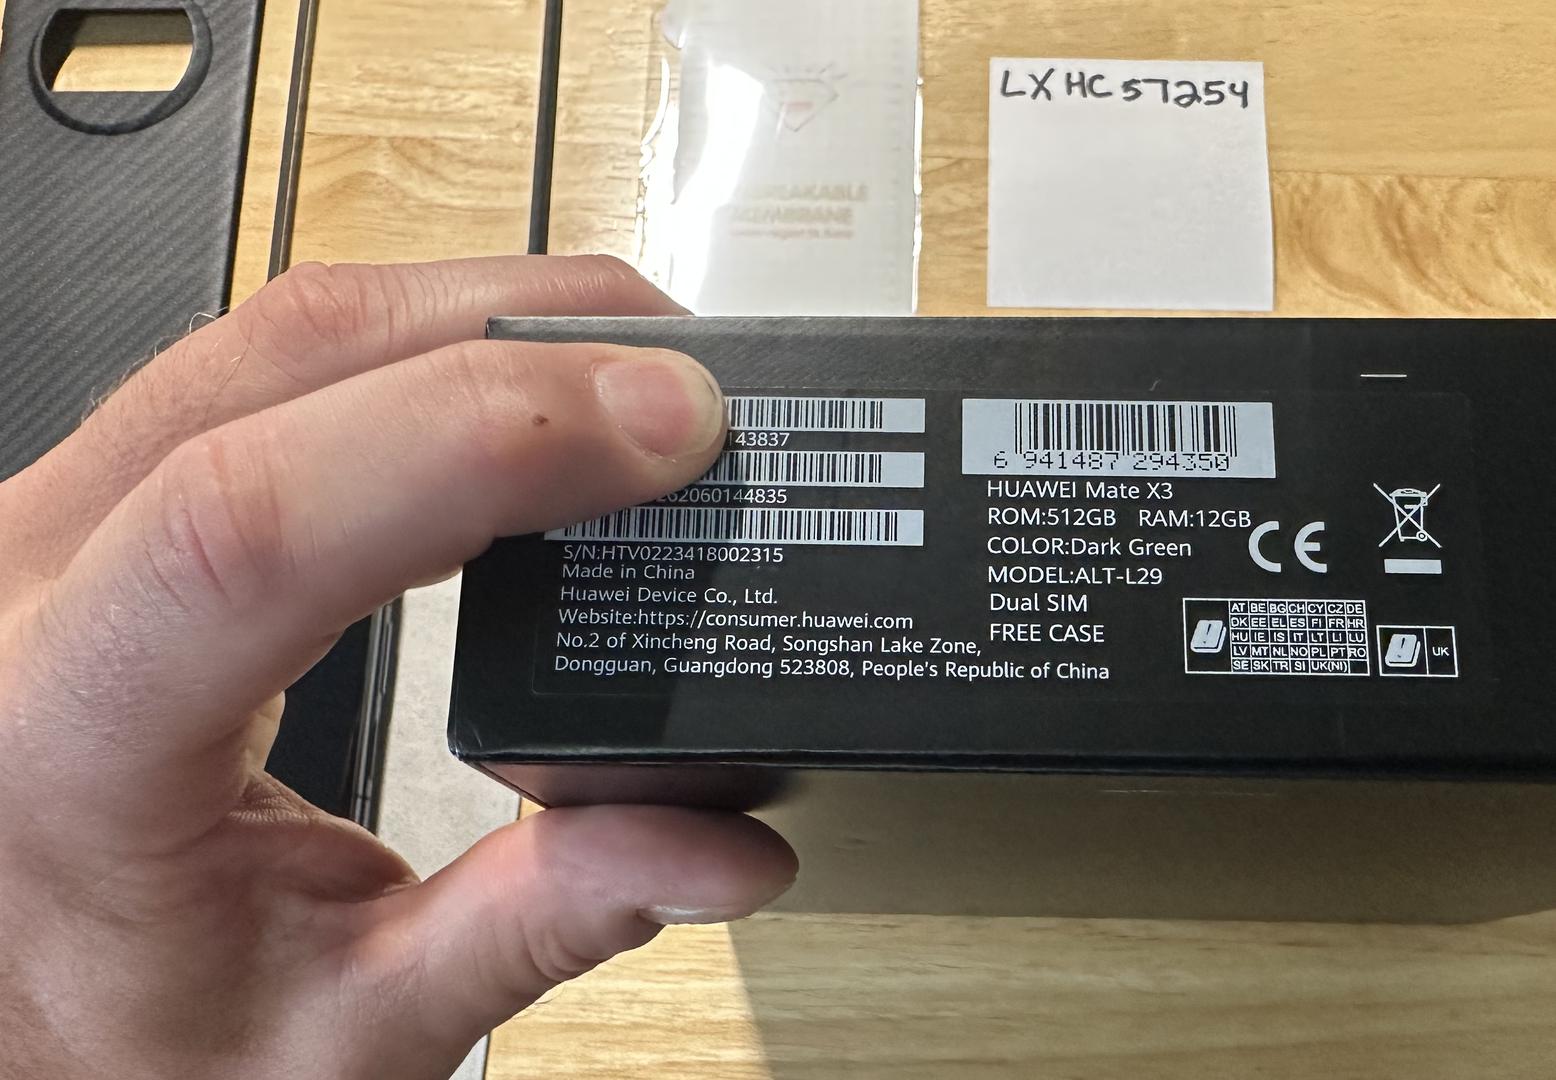 LXHC57254
143837
262060144835
S/N:HTV0223418002315
Made in China
Huawei Device Co., Ltd.
Website:https://consumer.huawei.com
No.2 of Xincheng Road, Songshan Lake Zone,
Dongguan, Guangdong 523808, People's Republic of China
6 941487 294350
HUAWEI Mate X3
ROM:512GB RAM:12GB
COLOR:Dark Green
MODEL:ALT-L29
Dual SIM
FREE CASE
CE
AT BE BG CH CY CZ DE
DK EE EL ES FI FR HR
HU IE IS IT LT LI LU
LV MT NL NO PL PT RO
SE SK TR SI UK(NI)
UK